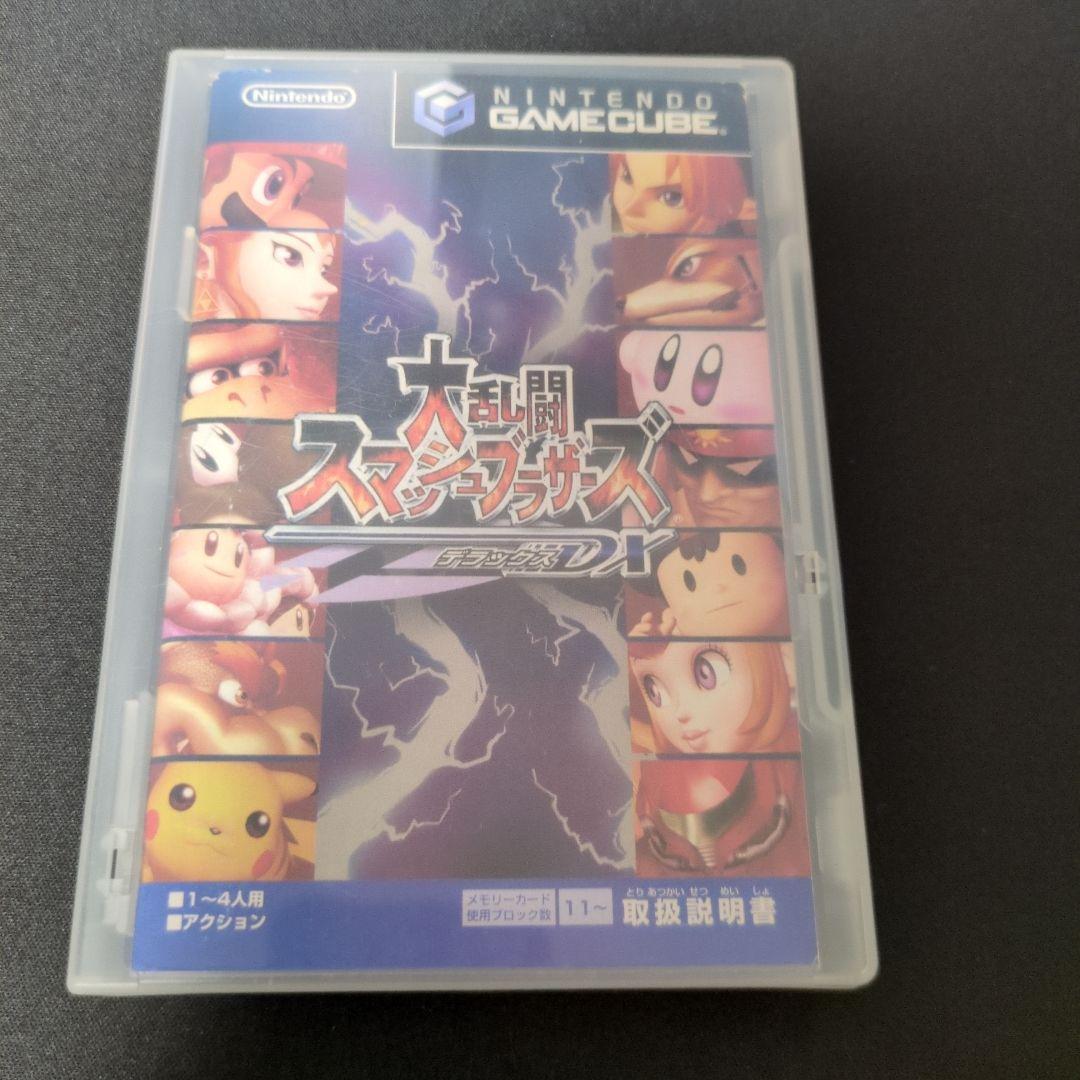 Nintendo
NINTENDO
GAMECUBE
大乱闘
スマッシュブラザーズ
デラックス DX
■1〜4人用
■アクション
メモリーカード
使用ブロック数
11〜
とり あつかい せつ めい しょ
取扱説明書